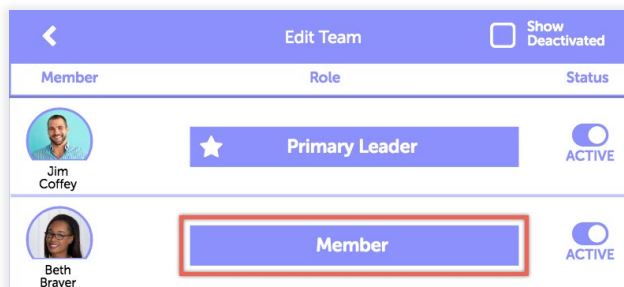 Edit Team
Show
Deactivated
Member
Role
Status
Primary Leader
ACTIVE
Jim
Coffey
Member
ACTIVE
Beth
Braver